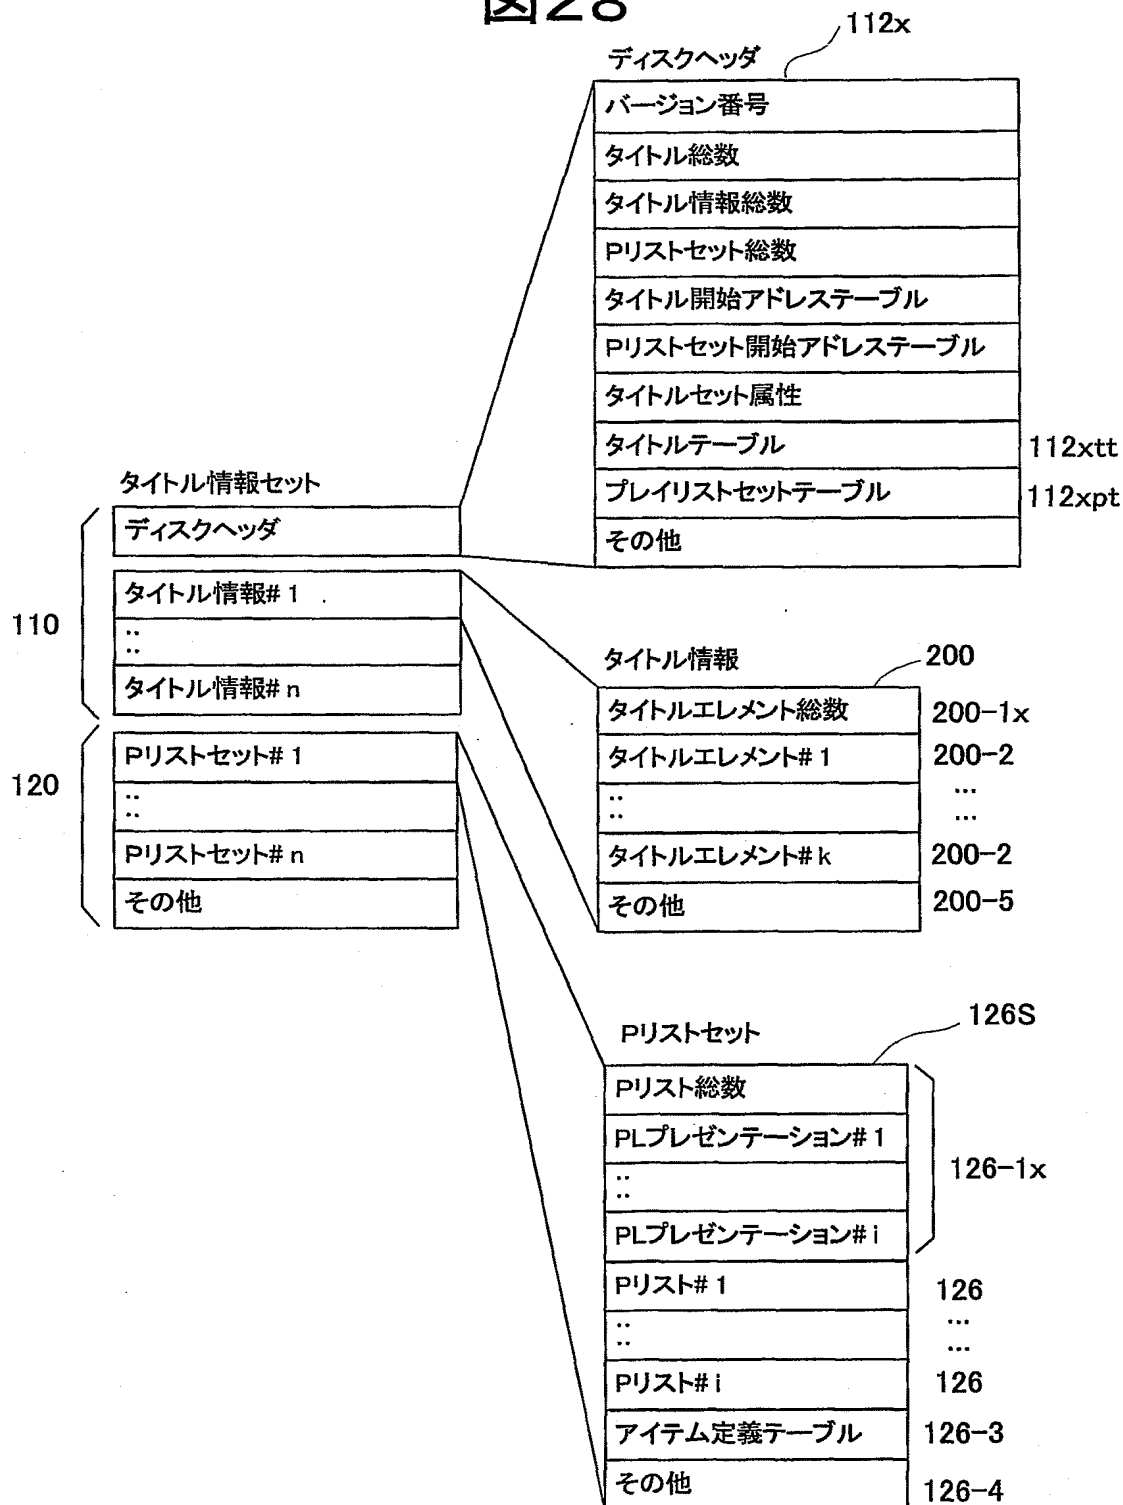 図28
112x
ディスクヘッダ
バージョン番号
タイトル総数
タイトル情報総数
Pリストセット総数
タイトル開始アドレステーブル
Pリストセット開始アドレステーブル
タイトルセット属性
タイトルテーブル
112xtt
プレイリストセットテーブル
112xpt
その他
タイトル情報セット
ディスクヘッダ
タイトル情報#1
::
タイトル情報#n
110
Pリストセット#1
::
Pリストセット#n
その他
120
タイトル情報
200
タイトルエレメント総数
200-1x
タイトルエレメント#1
200-2
::
...
...
タイトルエレメント#k
200-2
その他
200-5
Pリストセット
126S
Pリスト総数
PLプレゼンテーション#1
::
PLプレゼンテーション#i
126-1x
Pリスト#1
126
::
...
...
Pリスト#i
126
アイテム定義テーブル
126-3
その他
126-4